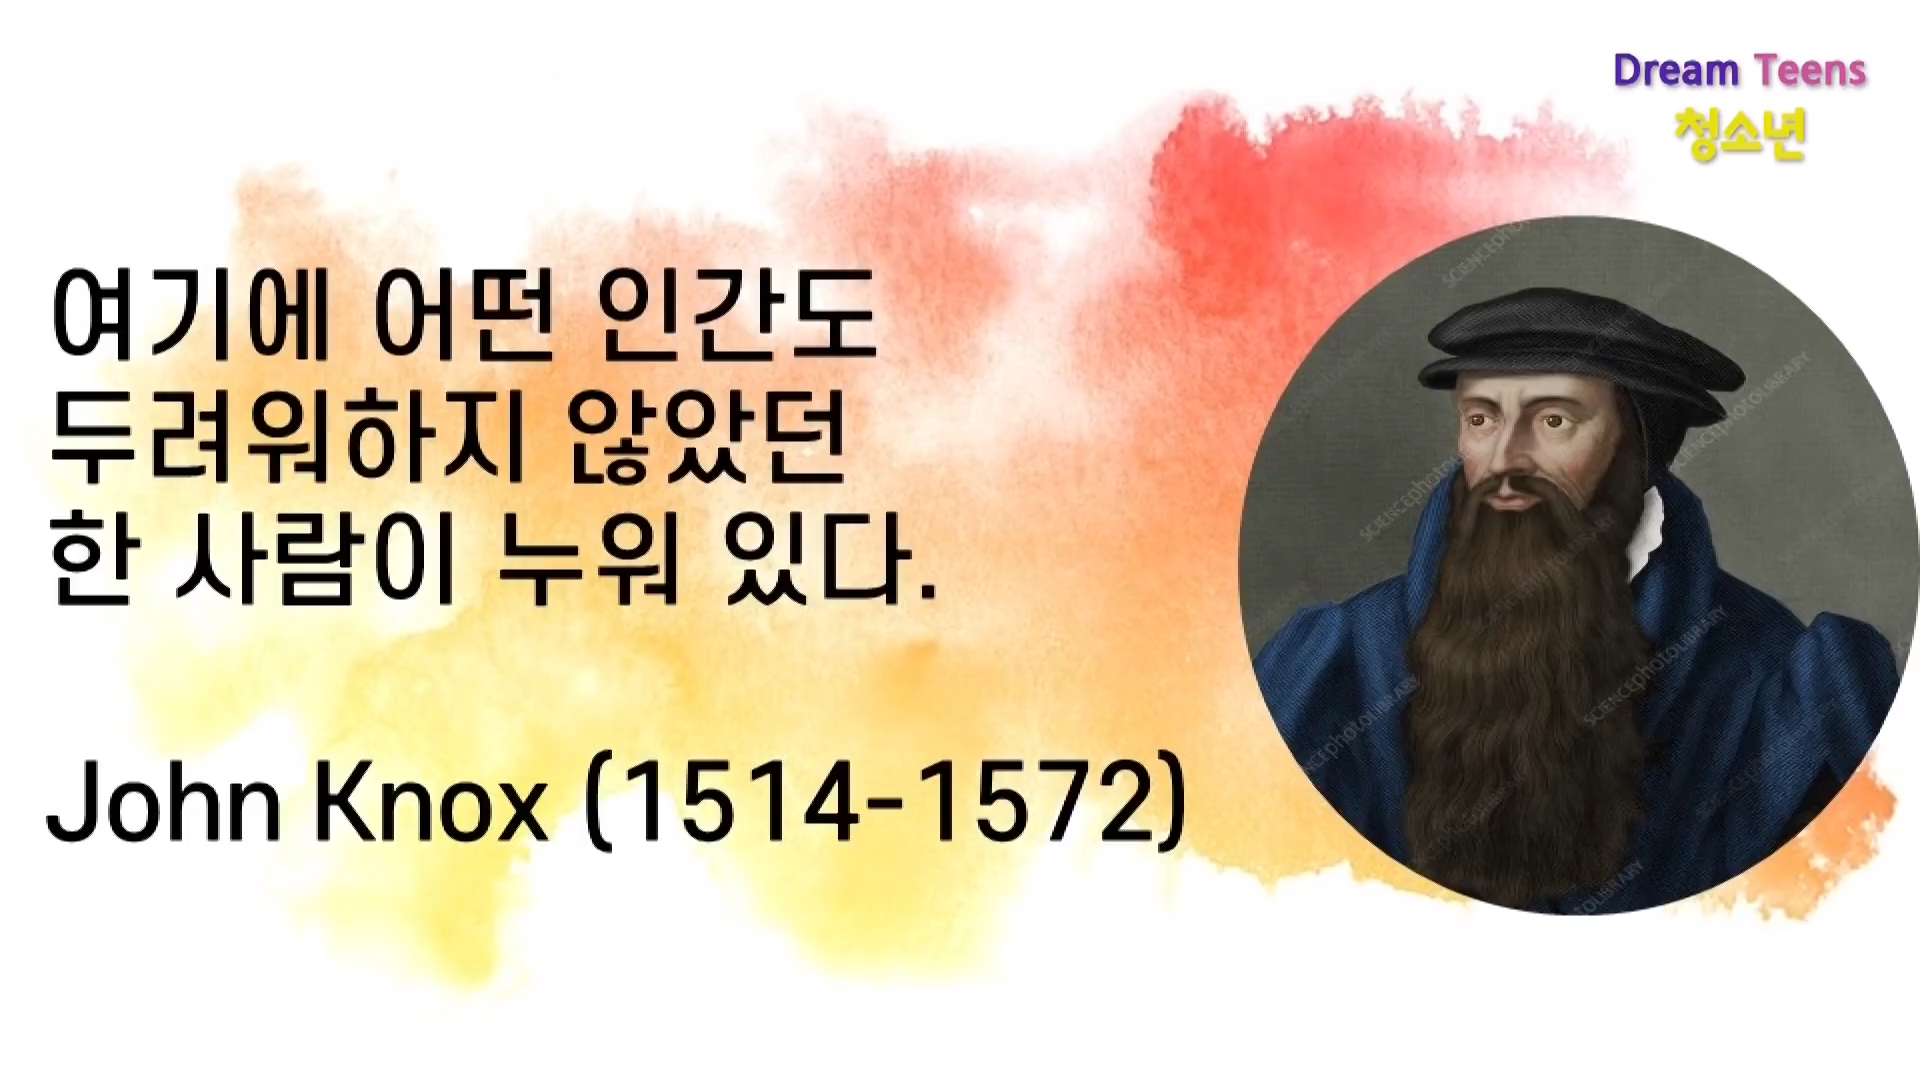 Dream Teens
청소년
여기에 어떤 인간도
두려워하지 않았던
한 사람이 누워 있다.
John Knox (1514-1572)